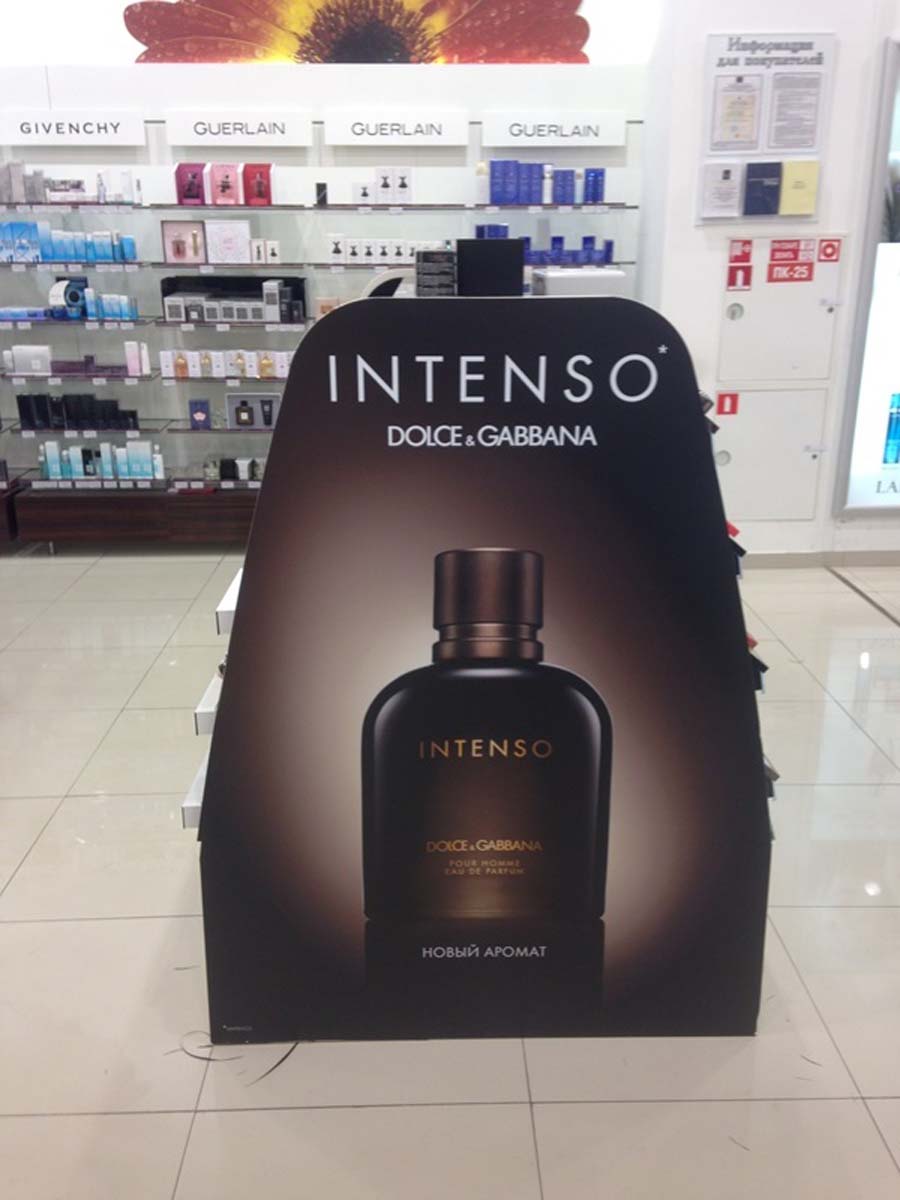 GIVENCHY
GUERLAIN
GUERLAIN
GUERLAIN
Информация
для покупателей
ПК-25
INTENSO*
DOLCE & GABBANA
INTENSO
DOLCE & GABBANA
POUR HOMME
EAU DE PARFUM
НОВЫЙ АРОМАТ